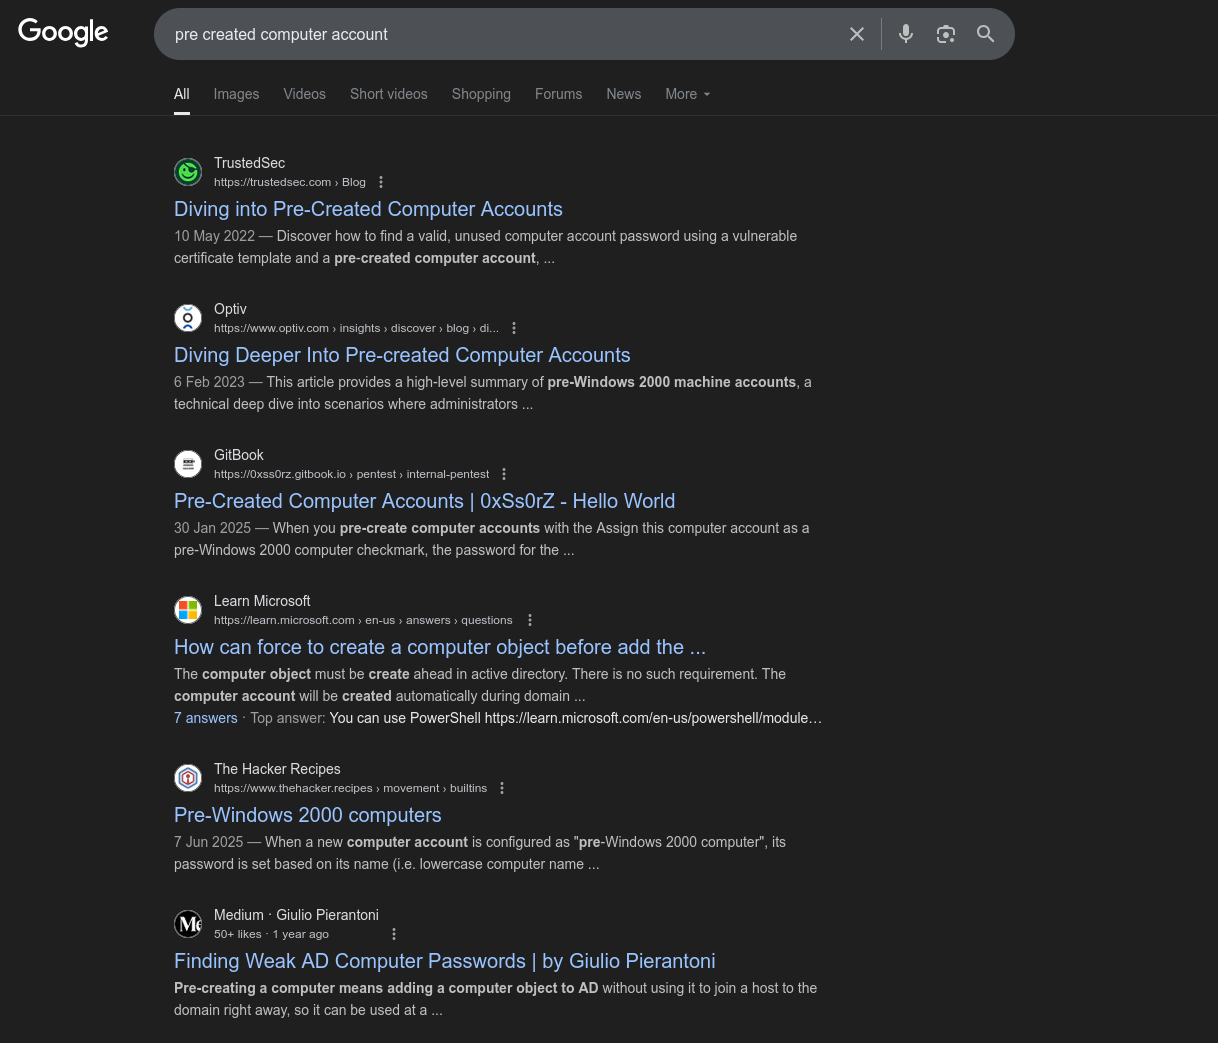 Google
pre created computer account
All Images Videos Short videos Shopping Forums News More
TrustedSec
https://trustedsec.com › Blog
Diving into Pre-Created Computer Accounts
10 May 2022 — Discover how to find a valid, unused computer account password using a vulnerable
certificate template and a pre-created computer account, ...
Optiv
https://www.optiv.com › insights › discover › blog › di...
Diving Deeper Into Pre-created Computer Accounts
6 Feb 2023 — This article provides a high-level summary of pre-Windows 2000 machine accounts, a
technical deep dive into scenarios where administrators ...
GitBook
https://0xss0rz.gitbook.io › pentest › internal-pentest
Pre-Created Computer Accounts | 0xSs0rZ - Hello World
30 Jan 2025 — When you pre-create computer accounts with the Assign this computer account as a
pre-Windows 2000 computer checkmark, the password for the ...
Learn Microsoft
https://learn.microsoft.com › en-us › answers › questions
How can force to create a computer object before add the ...
The computer object must be create ahead in active directory. There is no such requirement. The
computer account will be created automatically during domain ...
7 answers · Top answer: You can use PowerShell https://learn.microsoft.com/en-us/powershell/module…
The Hacker Recipes
https://www.thehacker.recipes › movement › builtins
Pre-Windows 2000 computers
7 Jun 2025 — When a new computer account is configured as "pre-Windows 2000 computer", its
password is set based on its name (i.e. lowercase computer name ...
Medium · Giulio Pierantoni
50+ likes · 1 year ago
Finding Weak AD Computer Passwords | by Giulio Pierantoni
Pre-creating a computer means adding a computer object to AD without using it to join a host to the
domain right away, so it can be used at a ...